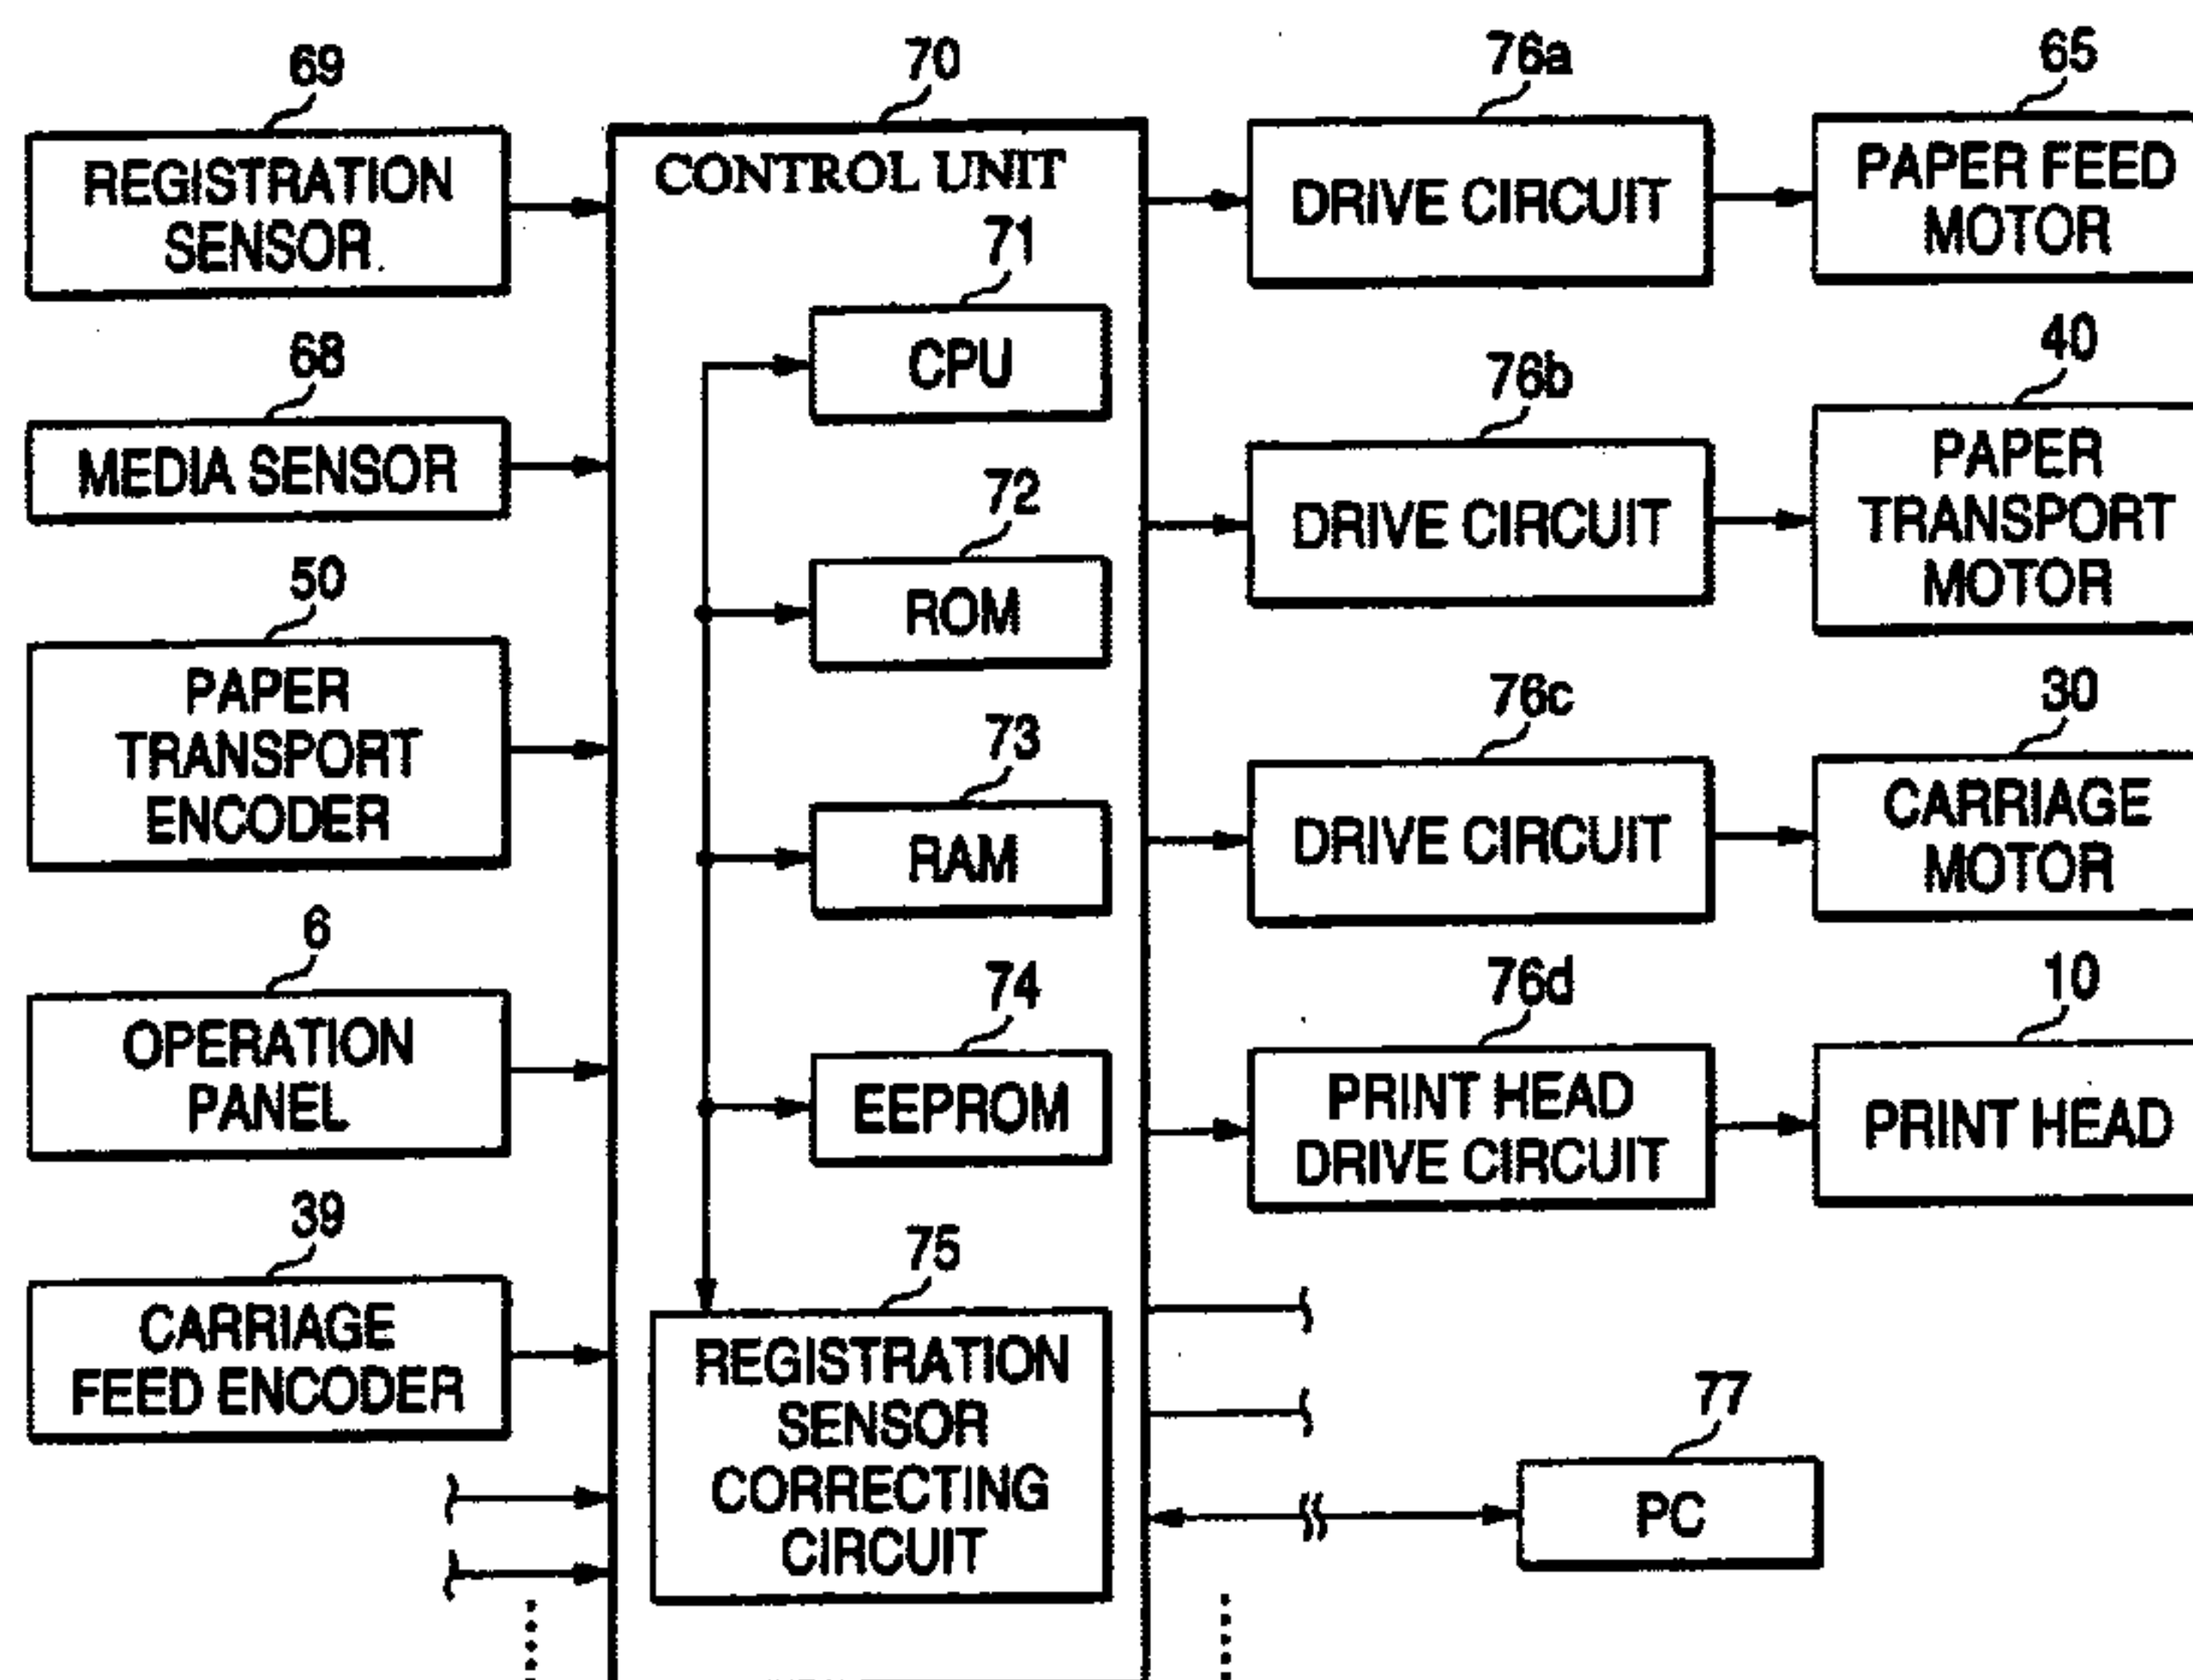 69
REGISTRATION
SENSOR
68
MEDIA SENSOR
50
PAPER
TRANSPORT
ENCODER
6
OPERATION
PANEL
39
CARRIAGE
FEED ENCODER
70
CONTROL UNIT
71
CPU
72
ROM
73
RAM
74
EEPROM
75
REGISTRATION
SENSOR
CORRECTING
CIRCUIT
76a
DRIVE CIRCUIT
65
PAPER FEED
MOTOR
76b
DRIVE CIRCUIT
40
PAPER
TRANSPORT
MOTOR
76c
DRIVE CIRCUIT
30
CARRIAGE
MOTOR
76d
PRINT HEAD
DRIVE CIRCUIT
10
PRINT HEAD
77
PC